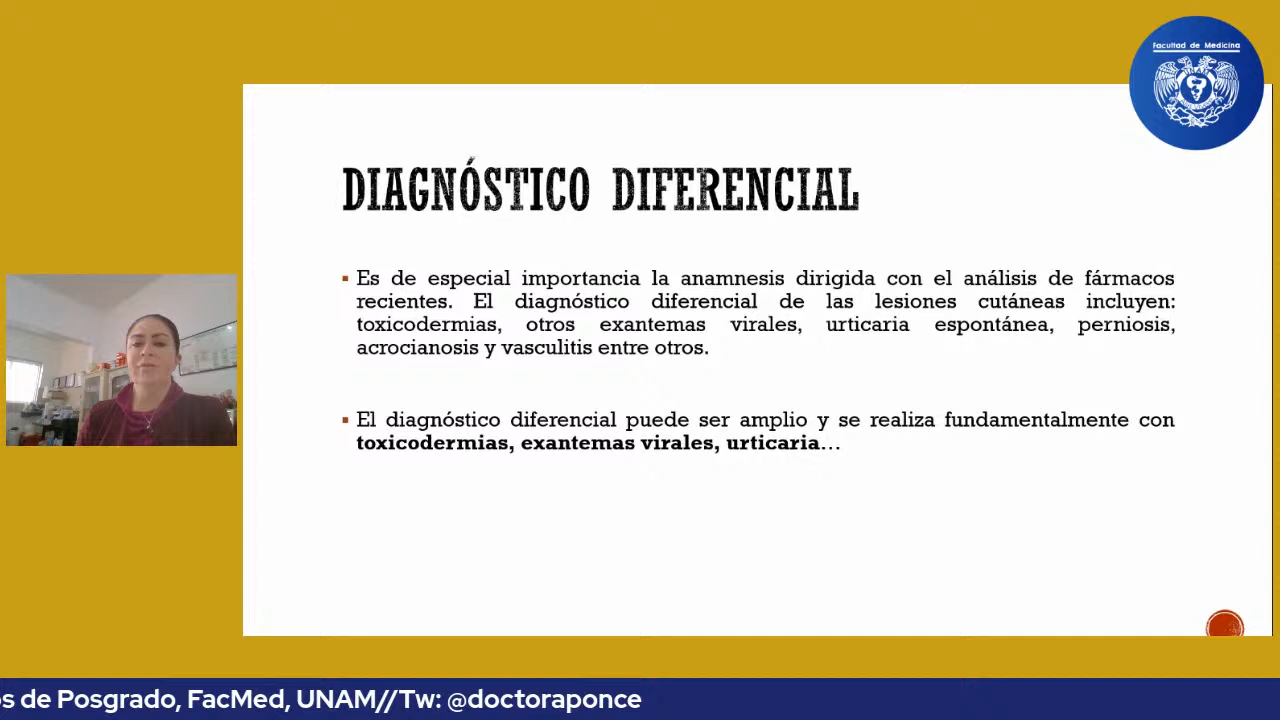 Facultad de Medicina
DIAGNÓSTICO DIFERENCIAL
▪ Es de especial importancia la anamnesis dirigida con el análisis de fármacos
recientes. El diagnóstico diferencial de las lesiones cutáneas incluyen:
toxicodermias, otros exantemas virales, urticaria espontánea, perniosis,
acrocianosis y vasculitis entre otros.
▪ El diagnóstico diferencial puede ser amplio y se realiza fundamentalmente con
toxicodermias, exantemas virales, urticaria...
os de Posgrado, FacMed, UNAM//Tw: @doctoraponce